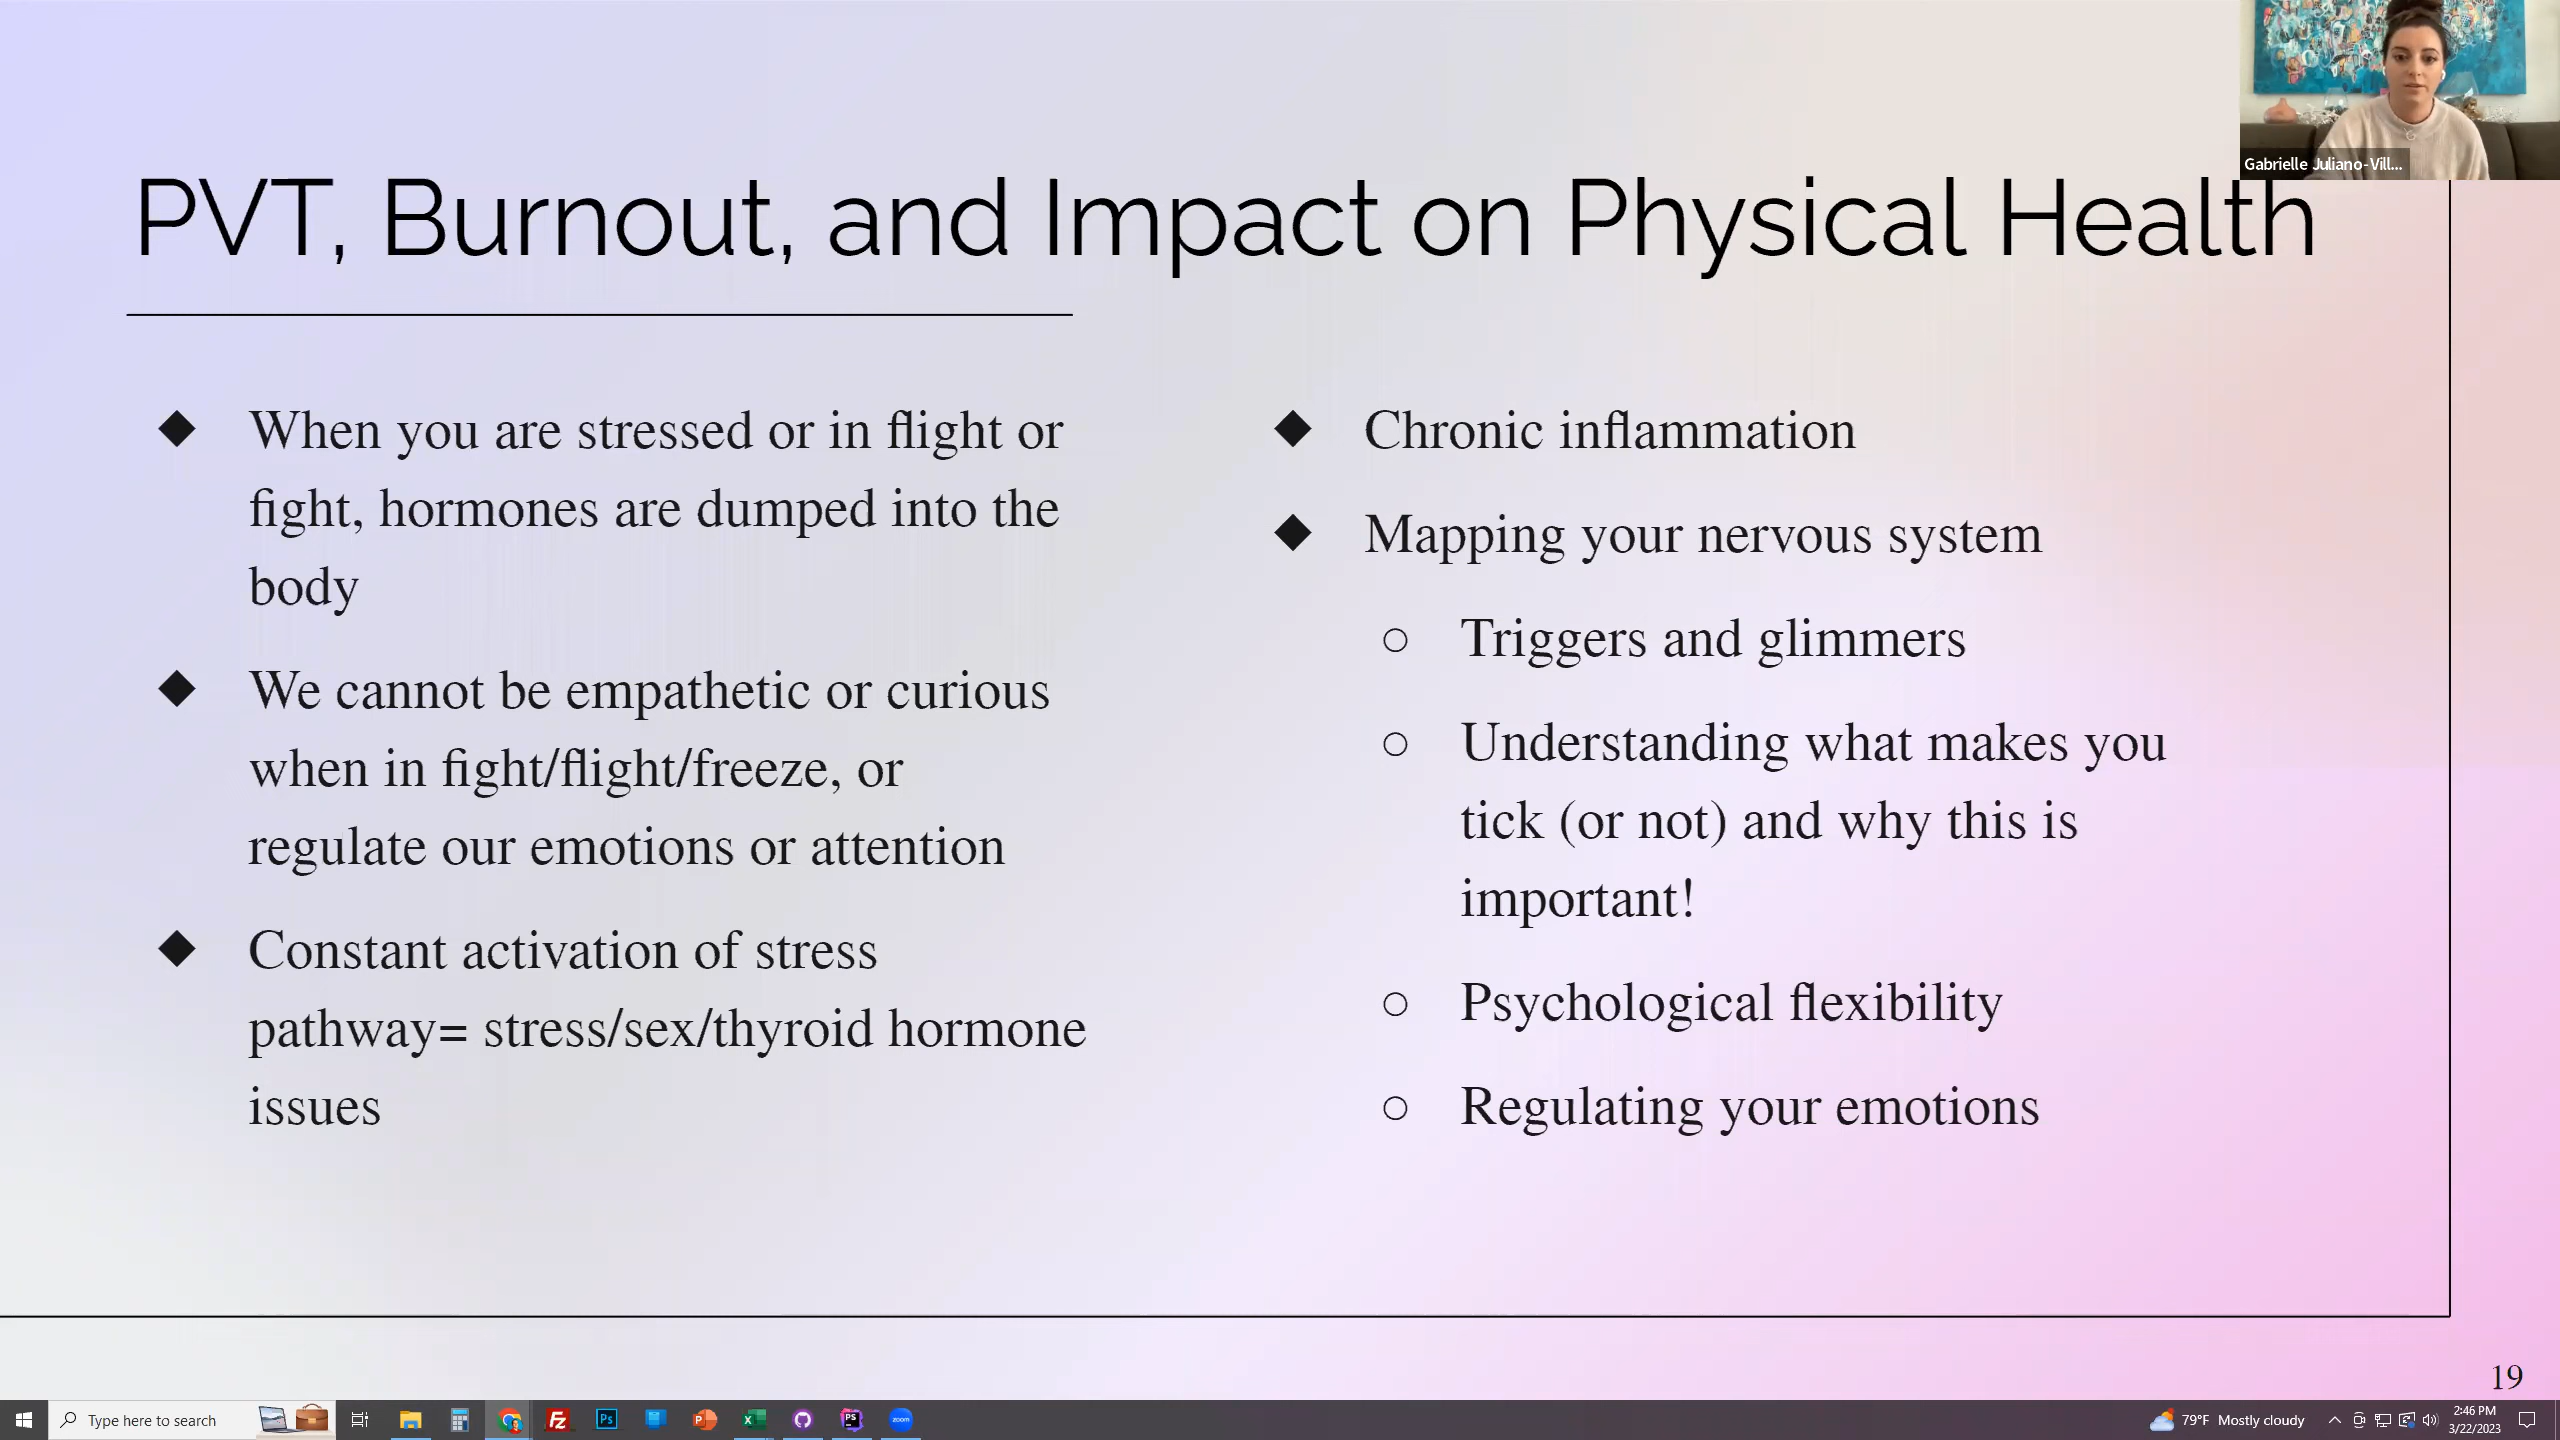 Gabrielle Juliano-Vill...
PVT, Burnout, and Impact on Physical Health
When you are stressed or in flight or
fight, hormones are dumped into the
body
We cannot be empathetic or curious
when in fight/flight/freeze, or
regulate our emotions or attention
Constant activation of stress
pathway= stress/sex/thyroid hormone
issues
Chronic inflammation
Mapping your nervous system
Triggers and glimmers
Understanding what makes you
tick (or not) and why this is
important!
Psychological flexibility
Regulating your emotions
19
Type here to search
Fz
Ps
P
X
PS
zoom
79°F Mostly cloudy
2:46 PM
3/22/2023